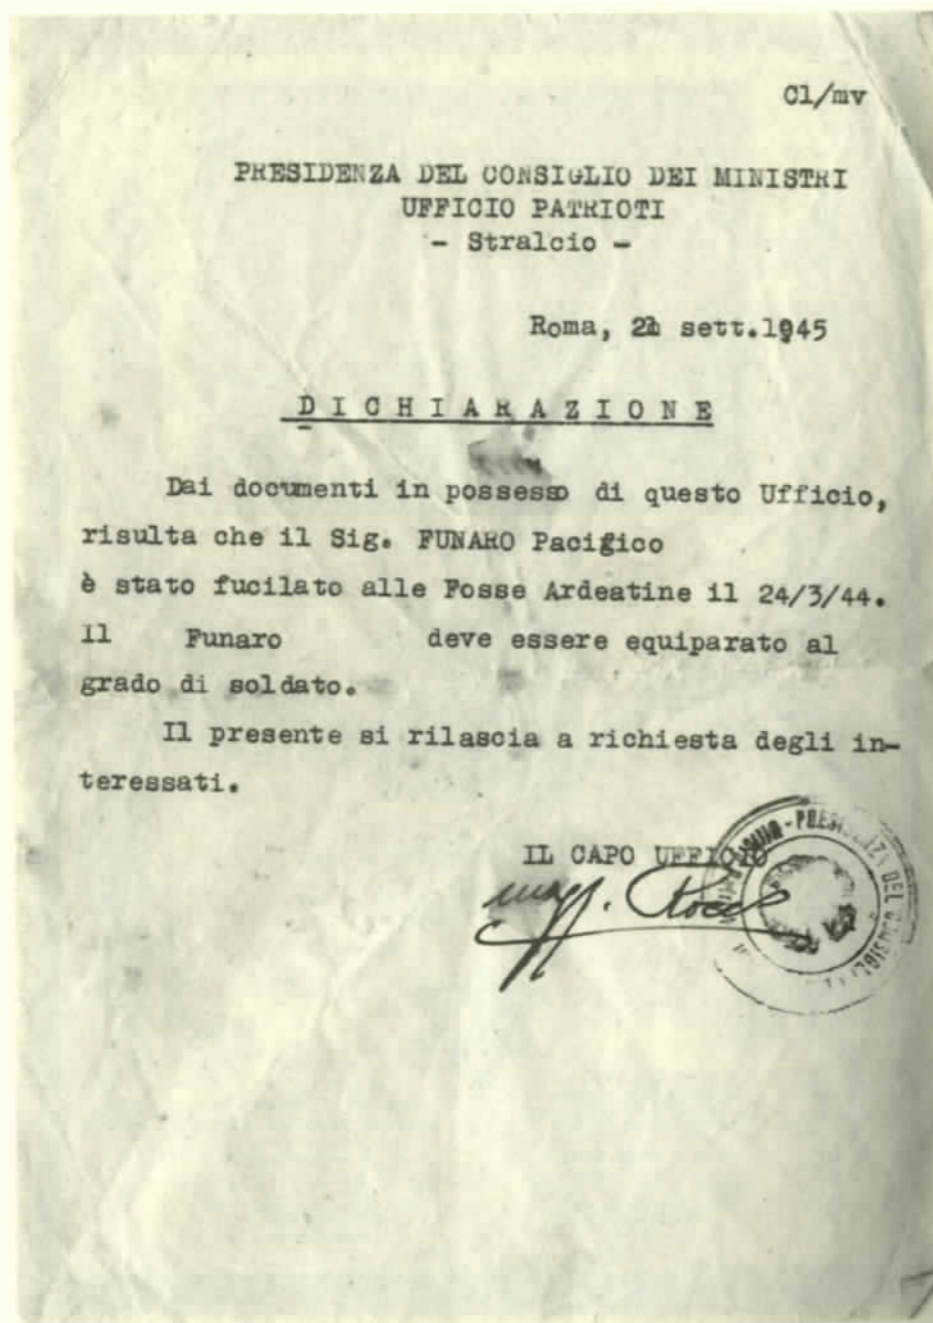 Cl/mv
PRESIDENZA DEL CONSIGLIO DEI MINISTRI
UFFICIO PATRIOTI
- Stralcio -
Roma, sett.1945
DICHIARAZIONE
Dai documenti in possesso di questo Ufficio,
risulta che il Sig. FUNARO Pacifico
è stato fucilato alle Fosse Ardeatine il 24/3/44.
Il Funaro deve essere equiparato al
grado di soldato.
Il presente si rilascia a richiesta degli in-
teressati.
IL CAPO UFFICIO
magg.
DEL